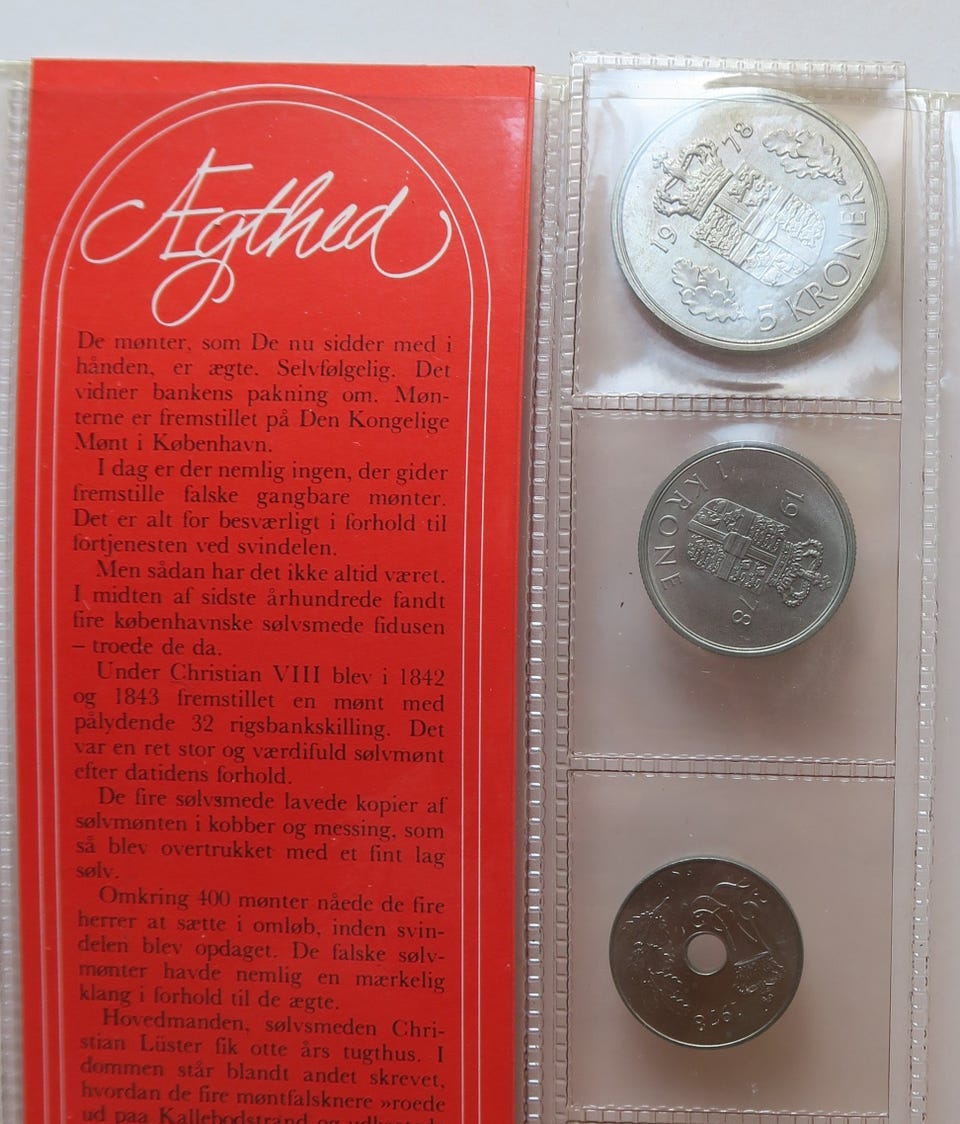 Ægthed
De mønter, som De nu sidder med i
hånden, er ægte. Selvfølgelig. Det
vidner bankens pakning om. Møn-
terne er fremstillet på Den Kongelige
Mønt i København.
I dag er der nemlig ingen, der gider
fremstille falske gangbare mønter.
Det er alt for besværligt i forhold til
fortjenesten ved svindelen.
Men sådan har det ikke altid været.
I midten af sidste århundrede fandt
fire københavnske sølvsmede fidusen
– troede de da.
Under Christian VIII blev i 1842
og 1843 fremstillet en mønt med
pålydende 32 rigsbankskilling. Det
var en ret stor og værdifuld sølvmønt
efter datidens forhold.
De fire sølvsmede lavede kopier af
sølvmønten i kobber og messing, som
så blev overtrukket med et fint lag
sølv.
Omkring 400 mønter nåede de fire
herrer at sætte i omløb, inden svin-
delen blev opdaget. De falske sølv-
mønter havde nemlig en mærkelig
klang i forhold til de ægte.
Hovedmanden, sølvsmeden Chri-
stian Lüster fik otte års tugthus. I
dommen står blandt andet skrevet,
hvordan de fire møntfalsknere »roede
ud paa Kallebodstrand og
19 78
5 KRONER
19 78
1 KRONE
1978